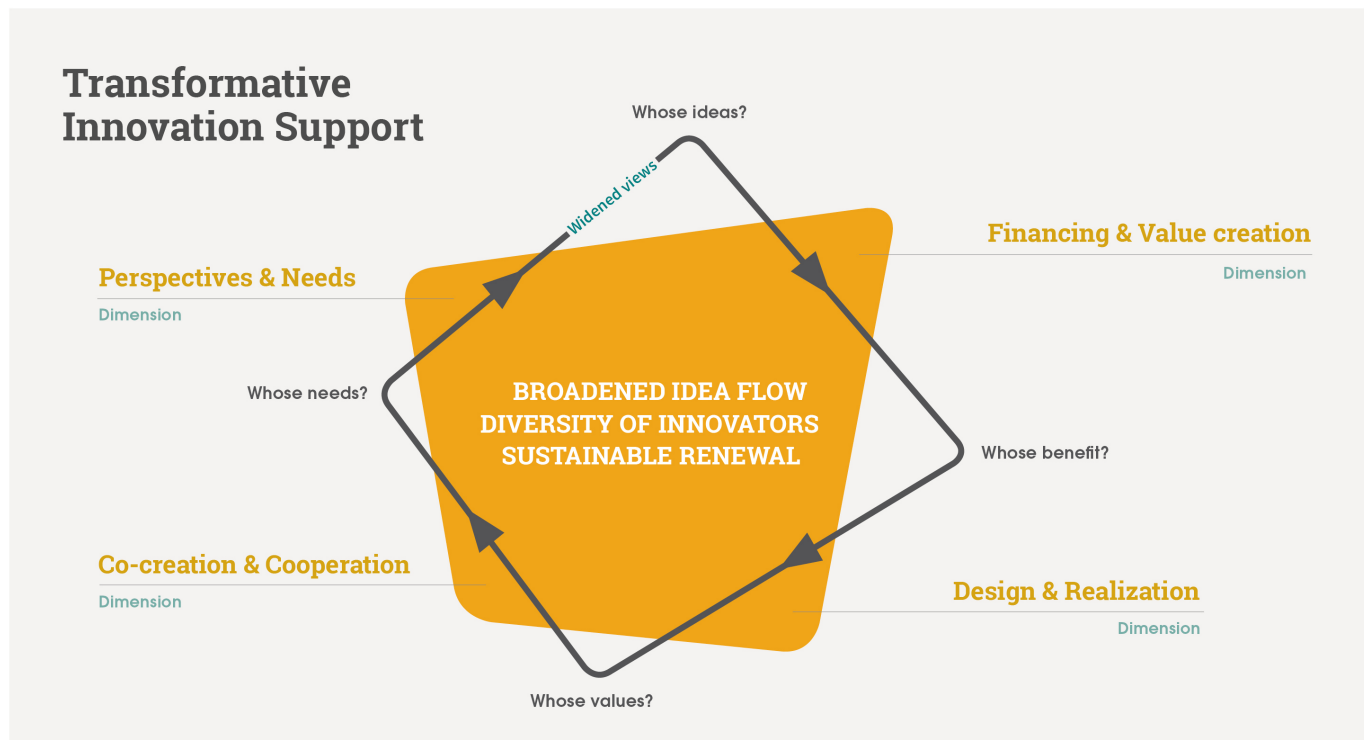 Transformative
Innovation Support
Whose ideas?
Widened views
Financing & Value creation
Dimension
Perspectives & Needs
Dimension
Whose needs?
BROADENED IDEA FLOW
DIVERSITY OF INNOVATORS
SUSTAINABLE RENEWAL
Whose benefit?
Co-creation & Cooperation
Dimension
Design & Realization
Dimension
Whose values?